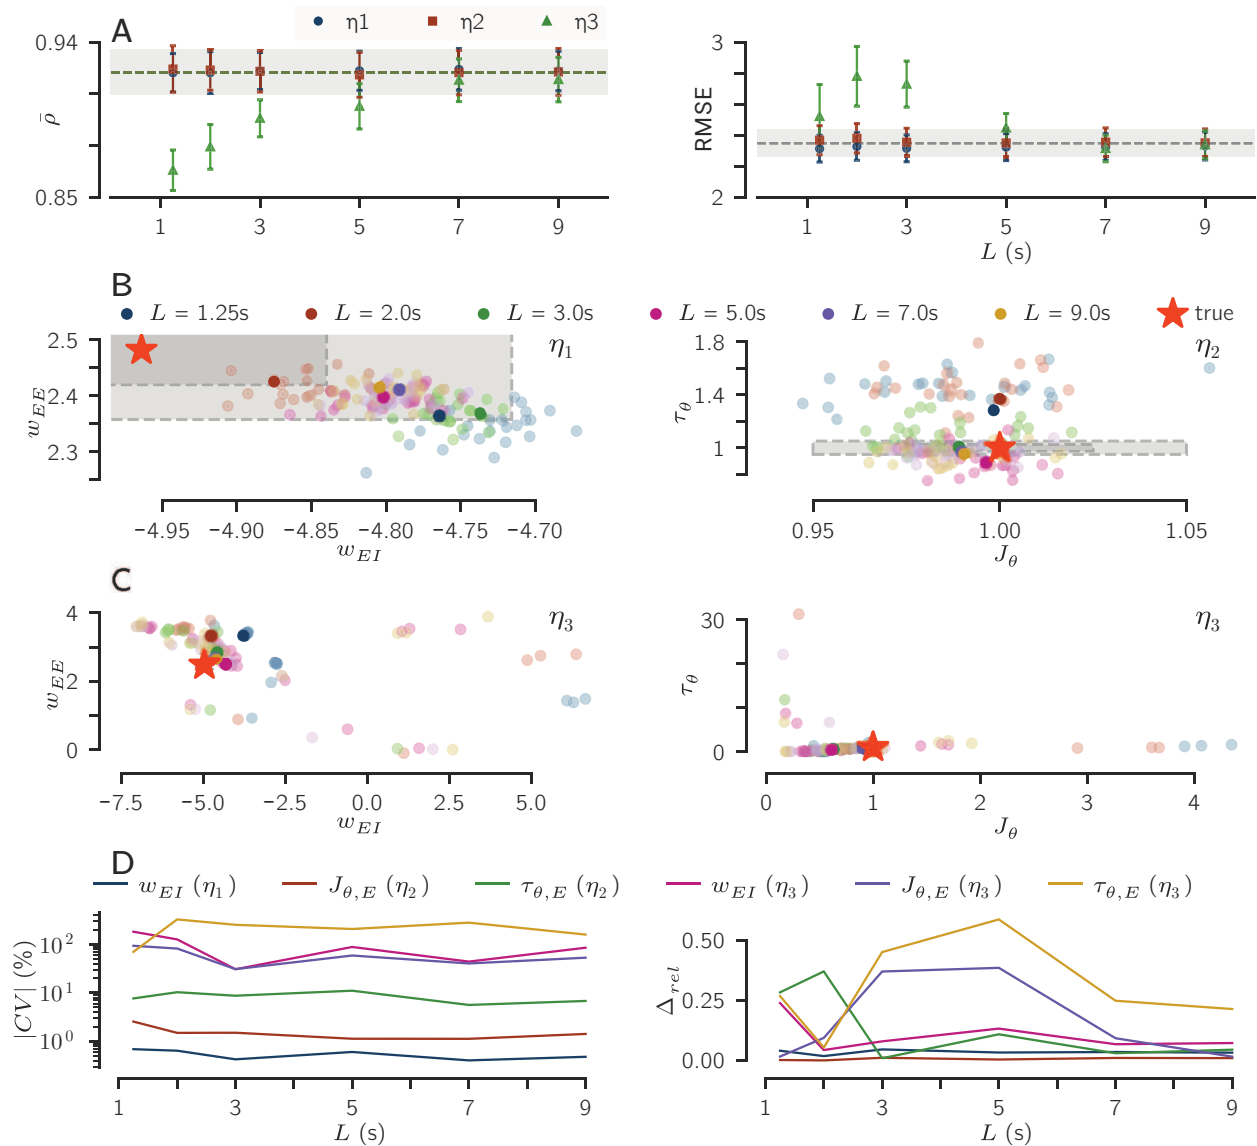 A
η1 η2 η3
0.94
0.85
ρ̄
1 3 5 7 9
3
2
RMSE
1 3 5 7 9
L (s)
B
L = 1.25s L = 2.0s L = 3.0s L = 5.0s L = 7.0s L = 9.0s true
η1
2.5
2.4
2.3
w_EE
−4.95 −4.90 −4.85 −4.80 −4.75 −4.70
w_EI
η2
1.8
1.4
1
τ_θ
0.95 1.00 1.05
J_θ
C
η3
4
2
0
w_EE
−7.5 −5.0 −2.5 0.0 2.5 5.0
w_EI
η3
30
0
τ_θ
0 1 2 3 4
J_θ
D
w_EI (η1) J_θ,E (η2) τ_θ,E (η2) w_EI (η3) J_θ,E (η3) τ_θ,E (η3)
10²
10¹
10⁰
|CV| (%)
1 3 5 7 9
L (s)
0.50
0.25
0.00
Δ_rel
1 3 5 7 9
L (s)